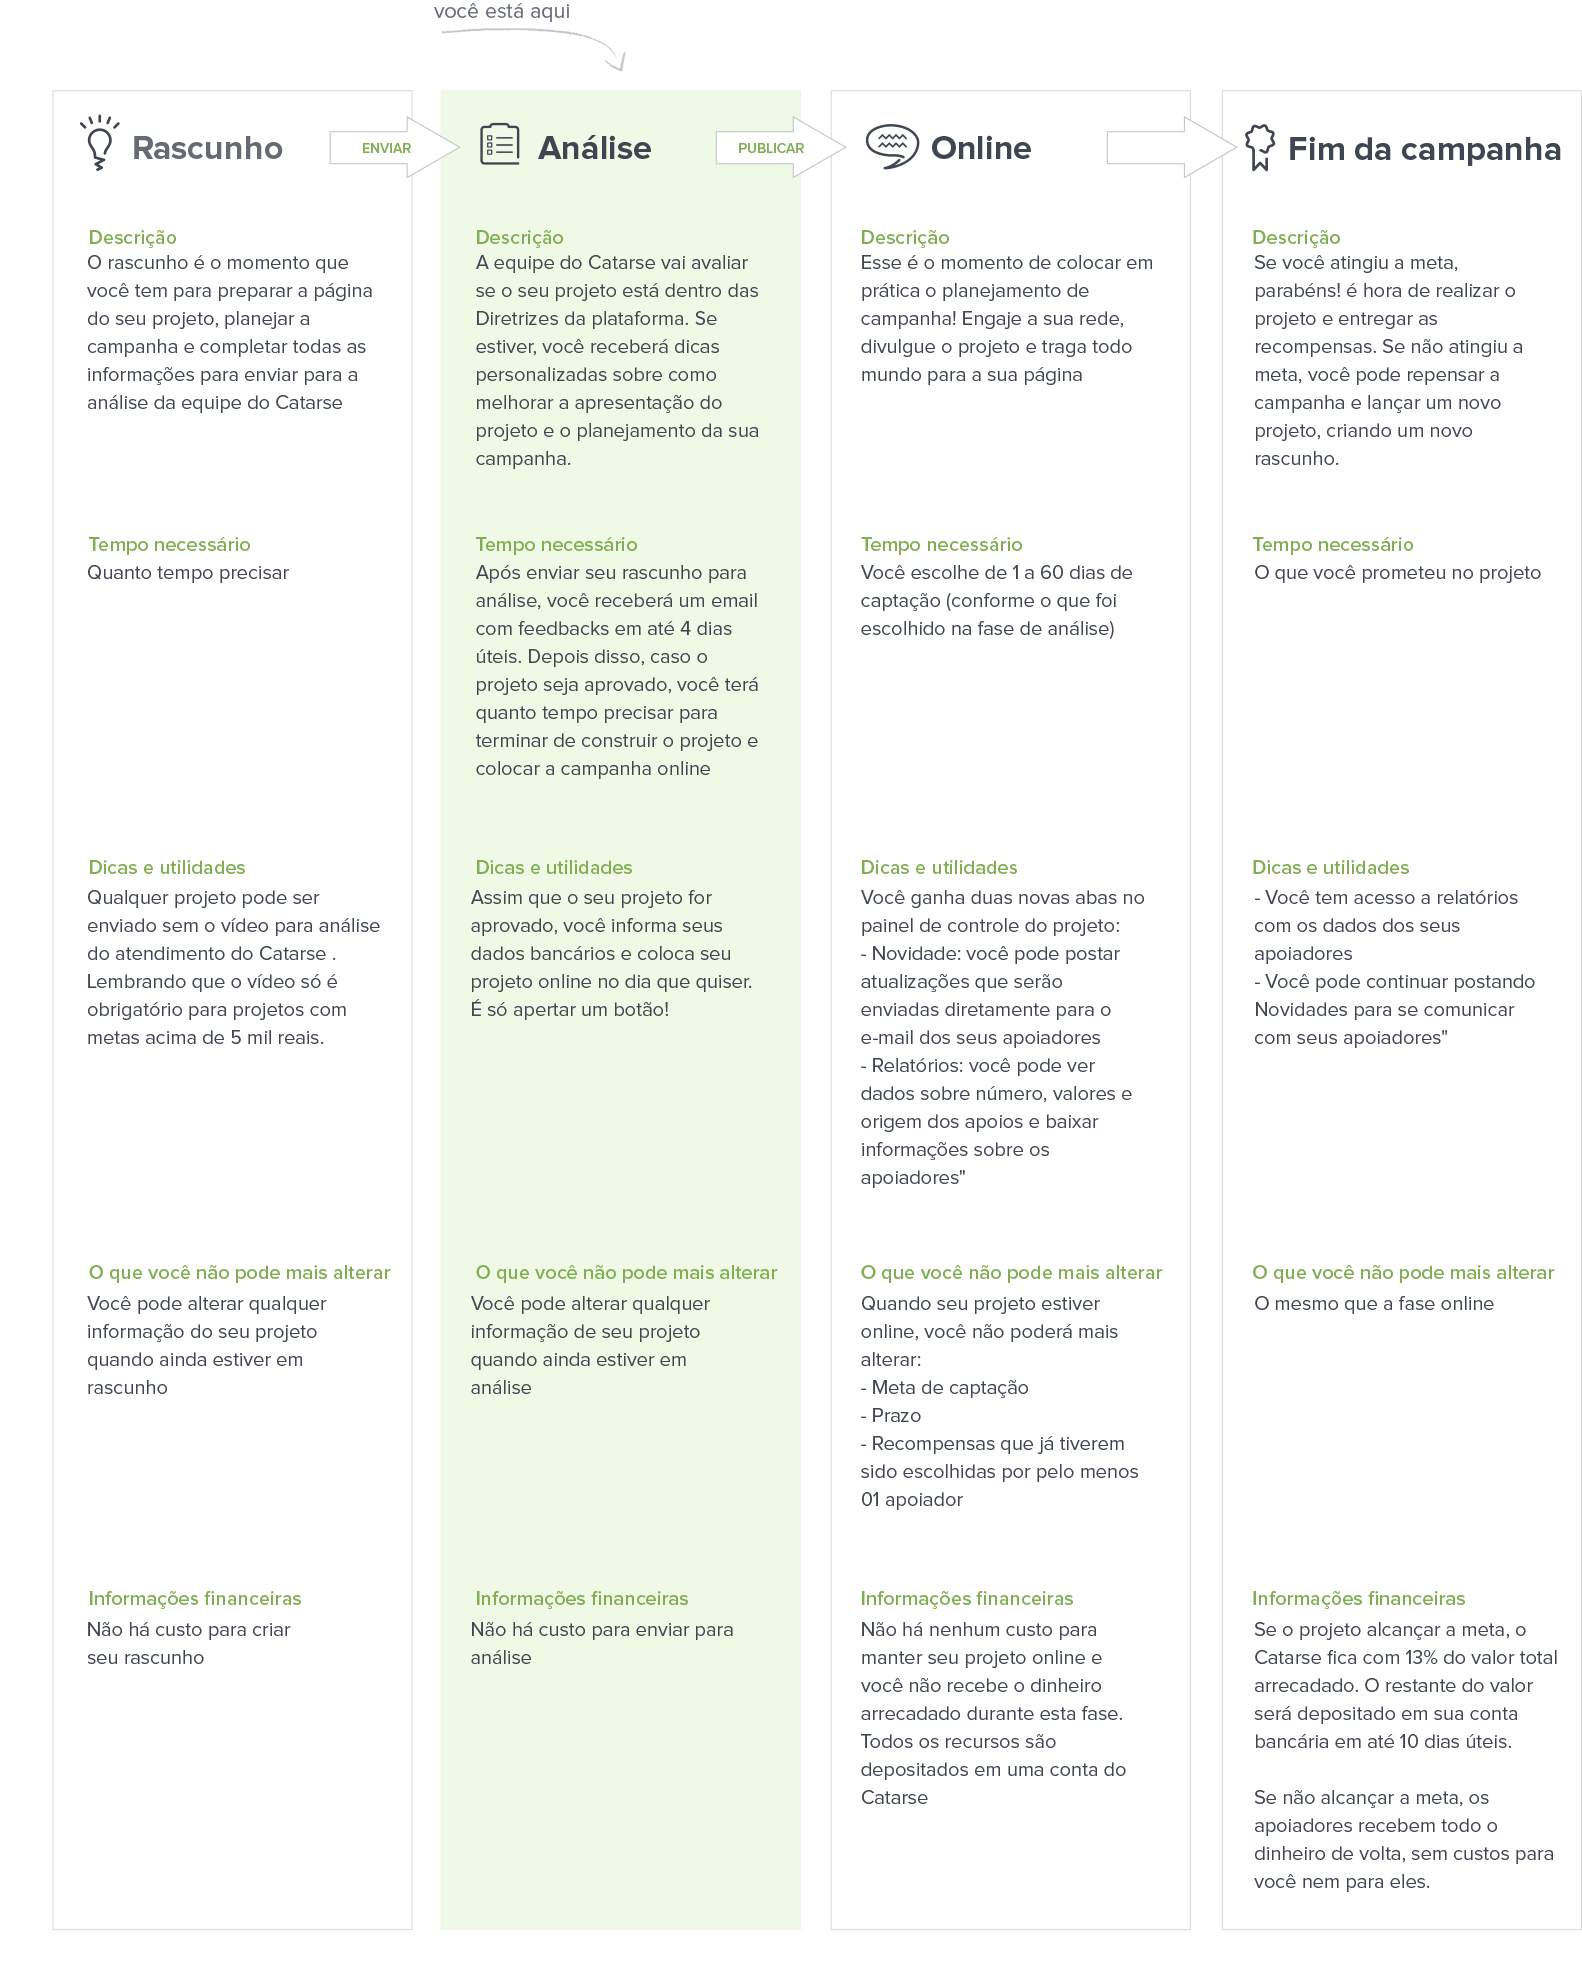 você está aqui
Rascunho
ENVIAR
Descrição
O rascunho é o momento que
você tem para preparar a página
do seu projeto, planejar a
campanha e completar todas as
informações para enviar para a
análise da equipe do Catarse
Tempo necessário
Quanto tempo precisar
Dicas e utilidades
Qualquer projeto pode ser
enviado sem o vídeo para análise
do atendimento do Catarse .
Lembrando que o vídeo só é
obrigatório para projetos com
metas acima de 5 mil reais.
O que você não pode mais alterar
Você pode alterar qualquer
informação do seu projeto
quando ainda estiver em
rascunho
Informações financeiras
Não há custo para criar
seu rascunho
Análise
PUBLICAR
Descrição
A equipe do Catarse vai avaliar
se o seu projeto está dentro das
Diretrizes da plataforma. Se
estiver, você receberá dicas
personalizadas sobre como
melhorar a apresentação do
projeto e o planejamento da sua
campanha.
Tempo necessário
Após enviar seu rascunho para
análise, você receberá um email
com feedbacks em até 4 dias
úteis. Depois disso, caso o
projeto seja aprovado, você terá
quanto tempo precisar para
terminar de construir o projeto e
colocar a campanha online
Dicas e utilidades
Assim que o seu projeto for
aprovado, você informa seus
dados bancários e coloca seu
projeto online no dia que quiser.
É só apertar um botão!
O que você não pode mais alterar
Você pode alterar qualquer
informação de seu projeto
quando ainda estiver em
análise
Informações financeiras
Não há custo para enviar para
análise
Online
Descrição
Esse é o momento de colocar em
prática o planejamento de
campanha! Engaje a sua rede,
divulgue o projeto e traga todo
mundo para a sua página
Tempo necessário
Você escolhe de 1 a 60 dias de
captação (conforme o que foi
escolhido na fase de análise)
Dicas e utilidades
Você ganha duas novas abas no
painel de controle do projeto:
- Novidade: você pode postar
atualizações que serão
enviadas diretamente para o
e-mail dos seus apoiadores
- Relatórios: você pode ver
dados sobre número, valores e
origem dos apoios e baixar
informações sobre os
apoiadores"
O que você não pode mais alterar
Quando seu projeto estiver
online, você não poderá mais
alterar:
- Meta de captação
- Prazo
- Recompensas que já tiverem
sido escolhidas por pelo menos
01 apoiador
Informações financeiras
Não há nenhum custo para
manter seu projeto online e
você não recebe o dinheiro
arrecadado durante esta fase.
Todos os recursos são
depositados em uma conta do
Catarse
Fim da campanha
Descrição
Se você atingiu a meta,
parabéns! é hora de realizar o
projeto e entregar as
recompensas. Se não atingiu a
meta, você pode repensar a
campanha e lançar um novo
projeto, criando um novo
rascunho.
Tempo necessário
O que você prometeu no projeto
Dicas e utilidades
- Você tem acesso a relatórios
com os dados dos seus
apoiadores
- Você pode continuar postando
Novidades para se comunicar
com seus apoiadores"
O que você não pode mais alterar
O mesmo que a fase online
Informações financeiras
Se o projeto alcançar a meta, o
Catarse fica com 13% do valor total
arrecadado. O restante do valor
será depositado em sua conta
bancária em até 10 dias úteis.
Se não alcançar a meta, os
apoiadores recebem todo o
dinheiro de volta, sem custos para
você nem para eles.